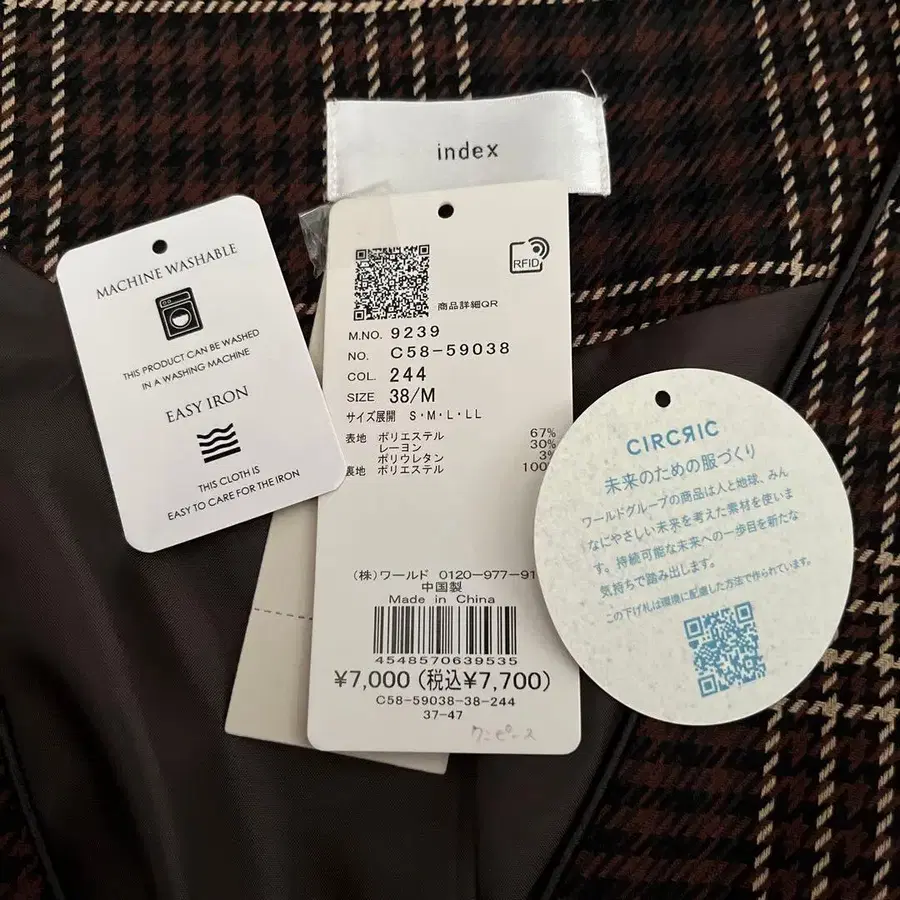 index
MACHINE WASHABLE
THIS PRODUCT CAN BE WASHED
IN A WASHING MACHINE
EASY IRON
THIS CLOTH IS
EASY TO CARE FOR THE IRON
RFID
商品詳細QR
M.NO. 9239
NO. C58-59038
COL. 244
SIZE 38/M
サイズ展開 S・M・L・LL
表地 ポリエステル 67%
レーヨン 30%
ポリウレタン 3%
裏地 ポリエステル 100
(株)ワールド 0120-977-91
中国製
Made in China
4548570639535
¥7,000 (税込¥7,700)
C58-59038-38-244
37-47
ワンピース
CIRCЯIC
未来のための服づくり
ワールドグループの商品は人と地球、みん
なにやさしい未来を考えた素材を使いま
す。持続可能な未来への一歩目を新たな
気持ちで踏み出します。
この下げ札は環境に配慮した方法で作られています。